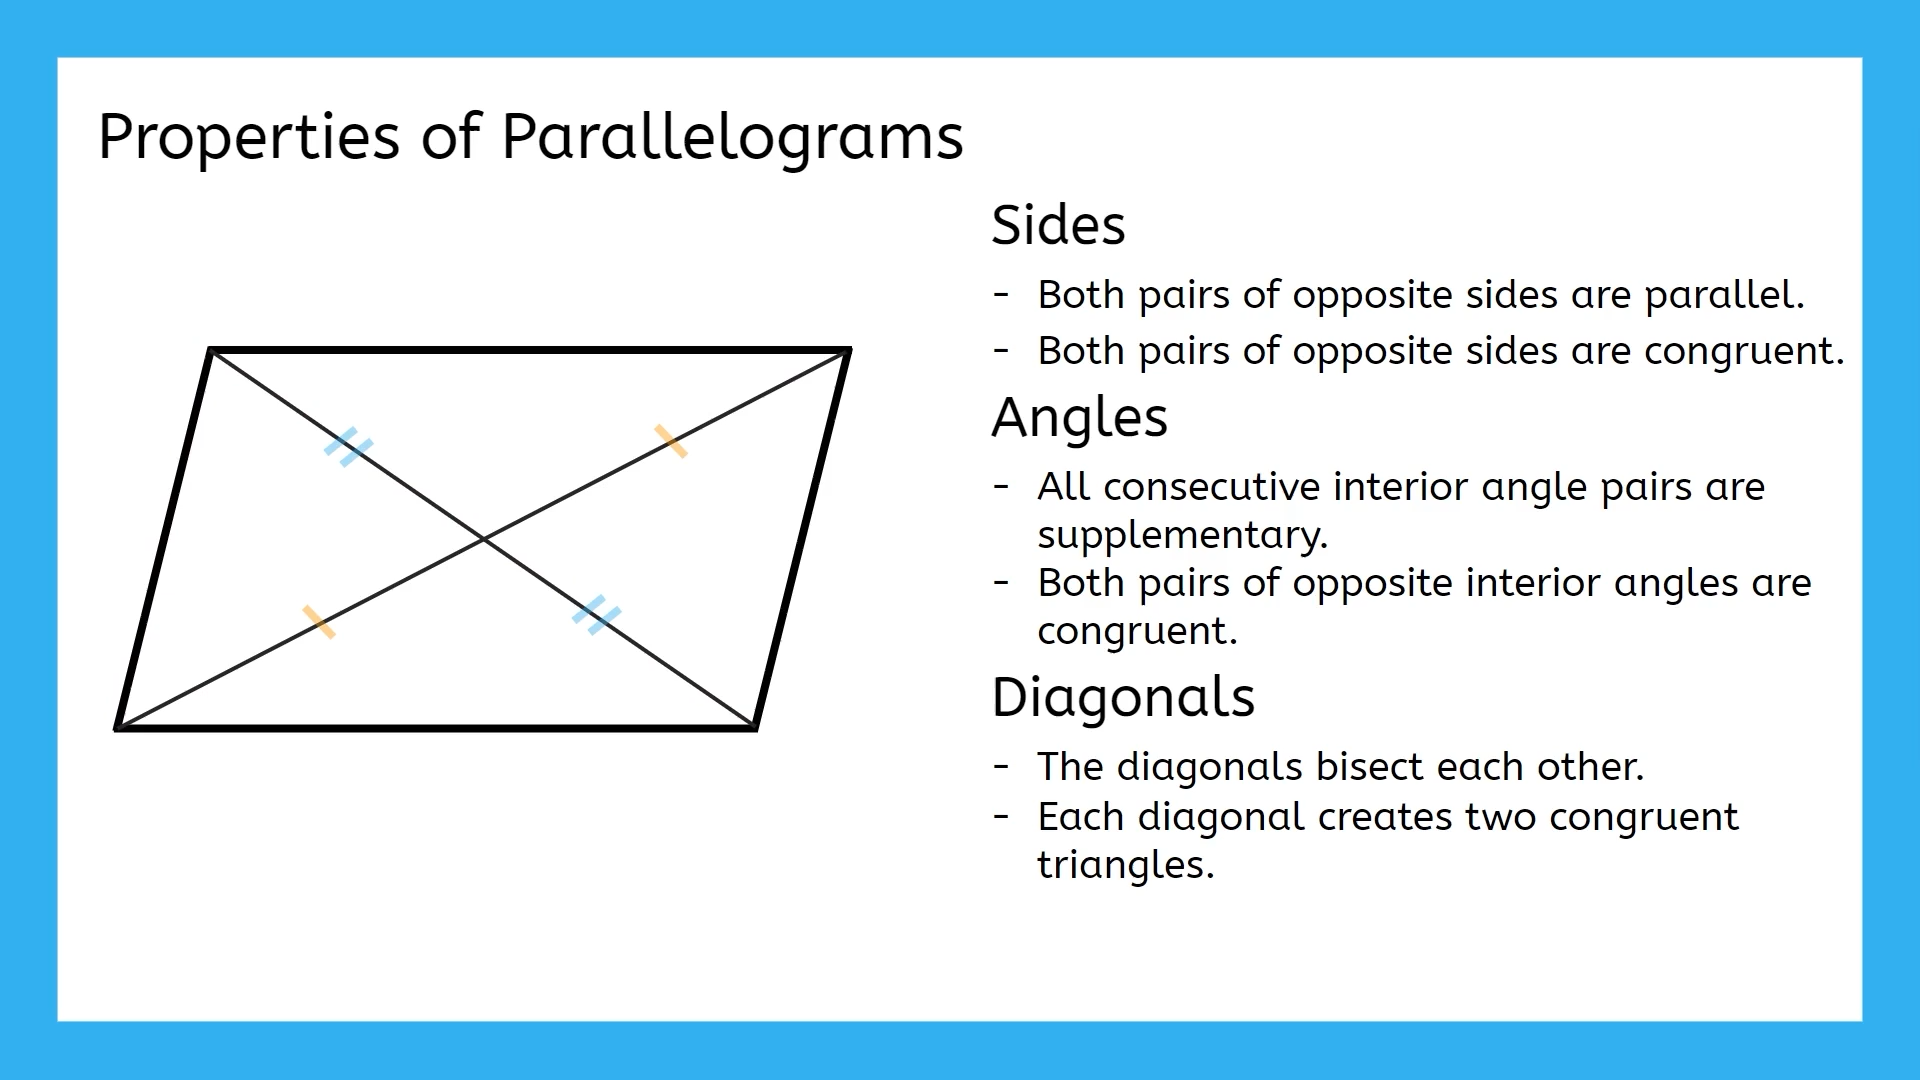 Properties of Parallelograms
Sides
- Both pairs of opposite sides are parallel.
- Both pairs of opposite sides are congruent.
Angles
- All consecutive interior angle pairs are
supplementary.
- Both pairs of opposite interior angles are
congruent.
Diagonals
- The diagonals bisect each other.
- Each diagonal creates two congruent
triangles.